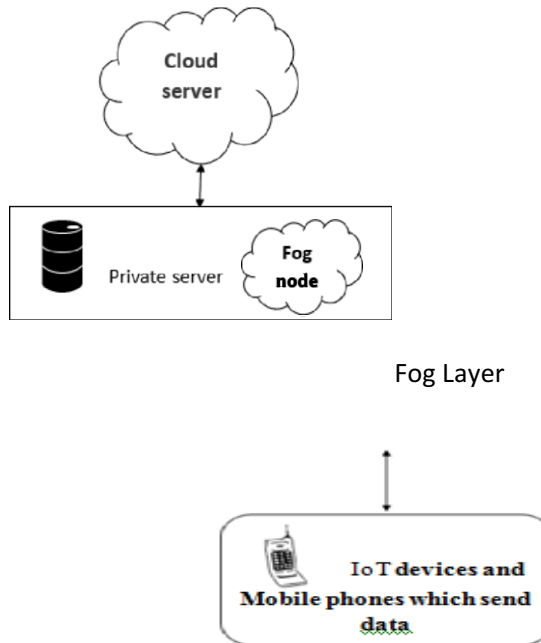 Cloud
server
Private server
Fog
node
Fog Layer
IoT devices and
Mobile phones which send
data